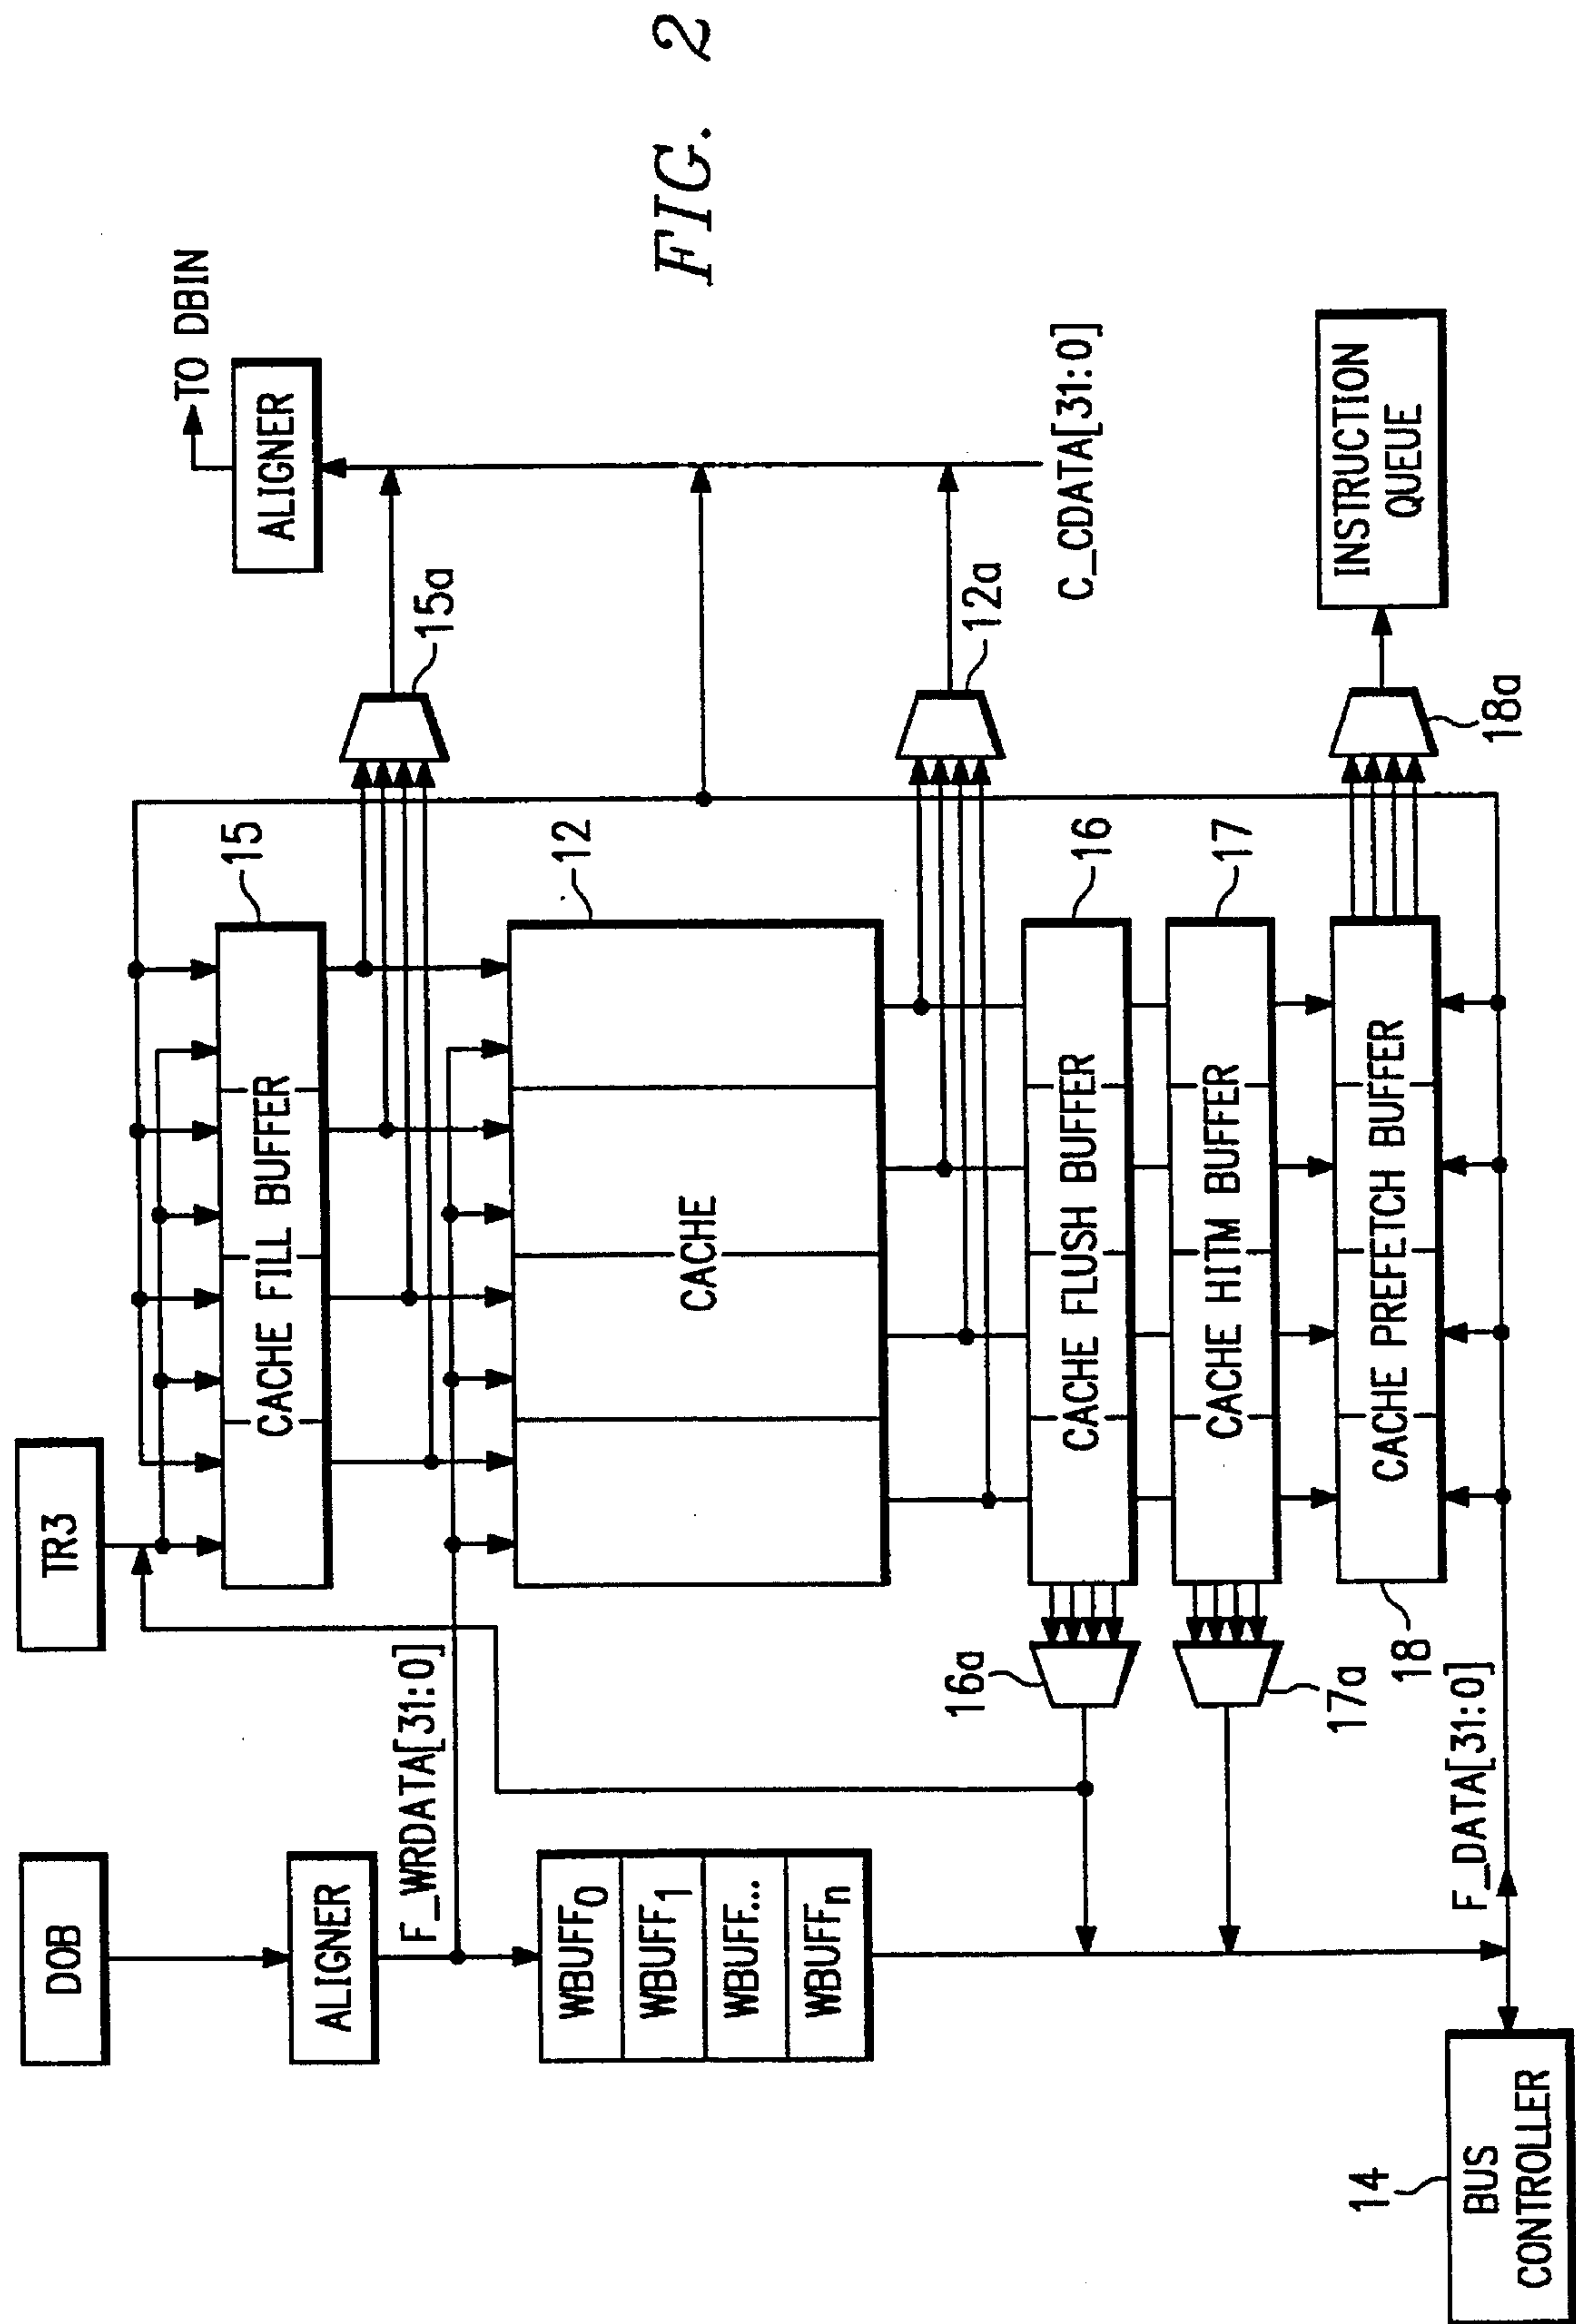 DOB
TR3
ALIGNER
F_WRDATA[31:0]
CACHE FILL BUFFER
15
15a
ALIGNER
TO DBIN
WBUFF0
WBUFF1
WBUFF...
WBUFFn
CACHE
12
12a
C_CDATA[31:0]
16a
CACHE FLUSH BUFFER
16
17a
CACHE HITM BUFFER
17
18
CACHE PREFETCH BUFFER
18a
INSTRUCTION
QUEUE
14
BUS
CONTROLLER
F_DATA[31:0]
FIG. 2